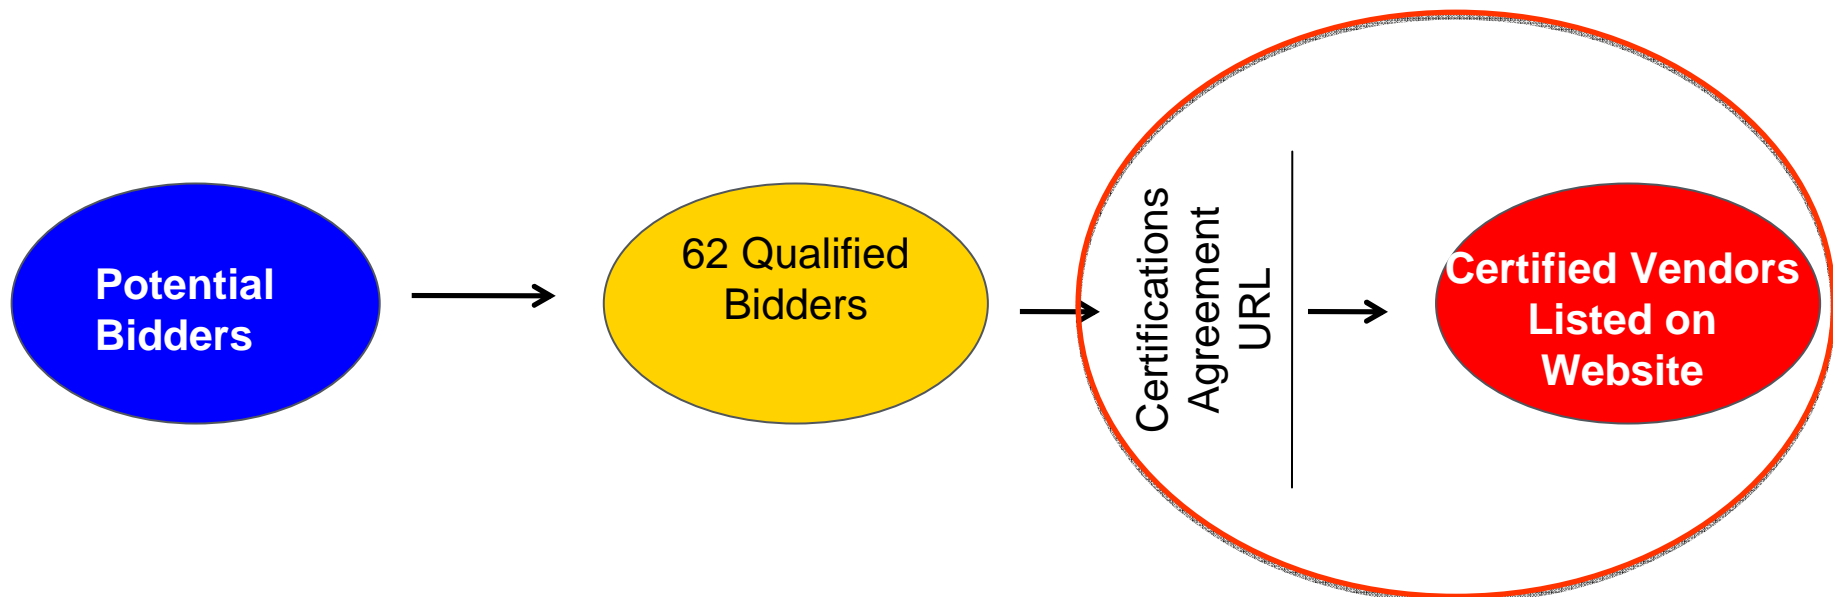 Potential
Bidders
62 Qualified
Bidders
Certifications
Agreement
URL
Certified Vendors
Listed on
Website